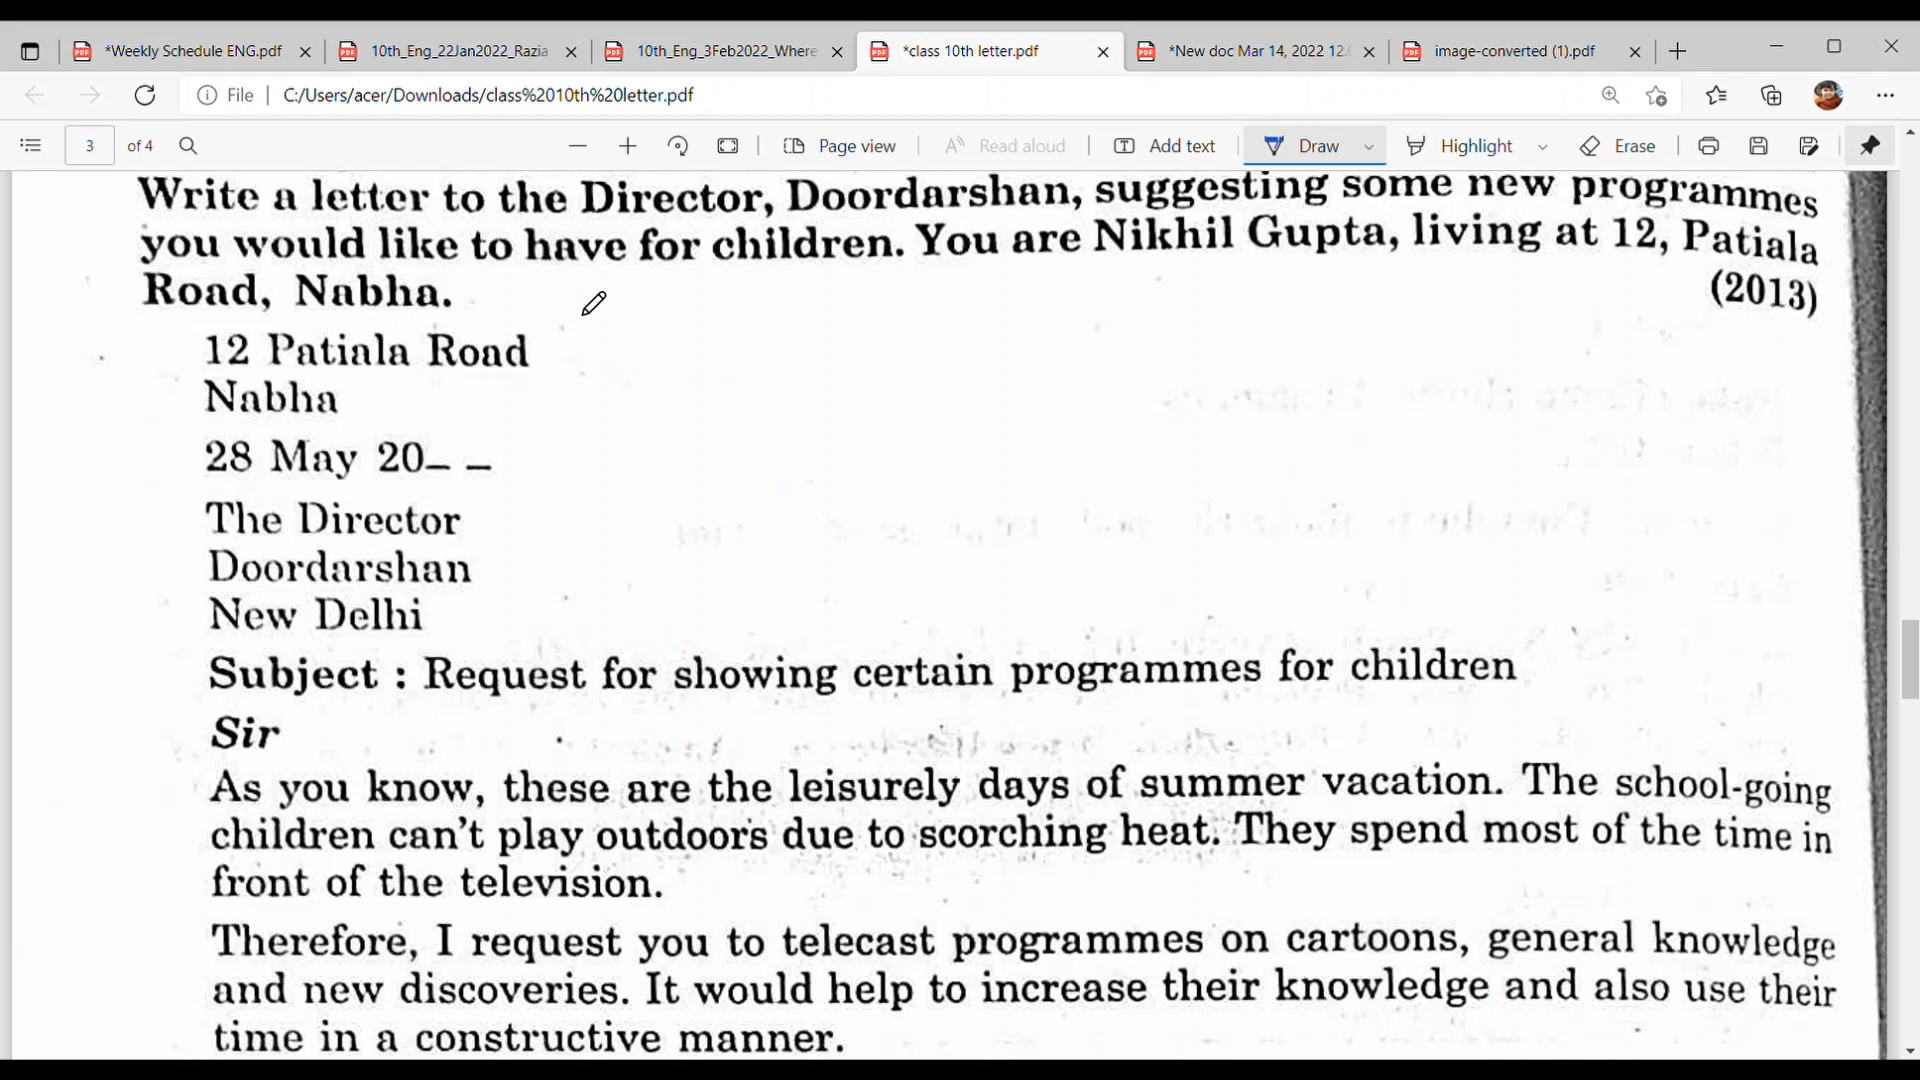 *Weekly Schedule ENG.pdf
10th_Eng_22Jan2022_Razia
10th_Eng_3Feb2022_Where
*class 10th letter.pdf
*New doc Mar 14, 2022 12.
image-converted (1).pdf
File
C:/Users/acer/Downloads/class%2010th%20letter.pdf
3 of 4
Page view
Read aloud
Add text
Draw
Highlight
Erase
Write a letter to the Director, Doordarshan, suggesting some new programmes
you would like to have for children. You are Nikhil Gupta, living at 12, Patiala
Road, Nabha. (2013)
12 Patiala Road
Nabha
28 May 20– –
The Director
Doordarshan
New Delhi
Subject : Request for showing certain programmes for children
Sir
As you know, these are the leisurely days of summer vacation. The school-going
children can't play outdoors due to scorching heat. They spend most of the time in
front of the television.
Therefore, I request you to telecast programmes on cartoons, general knowledge
and new discoveries. It would help to increase their knowledge and also use their
time in a constructive manner.